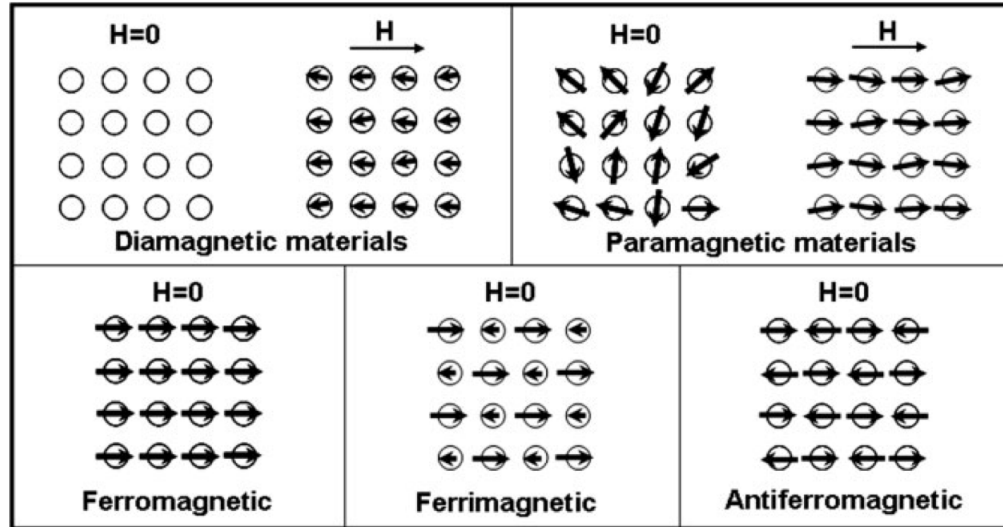 H=0
H
Diamagnetic materials
H=0
H
Paramagnetic materials
H=0
Ferromagnetic
H=0
Ferrimagnetic
H=0
Antiferromagnetic